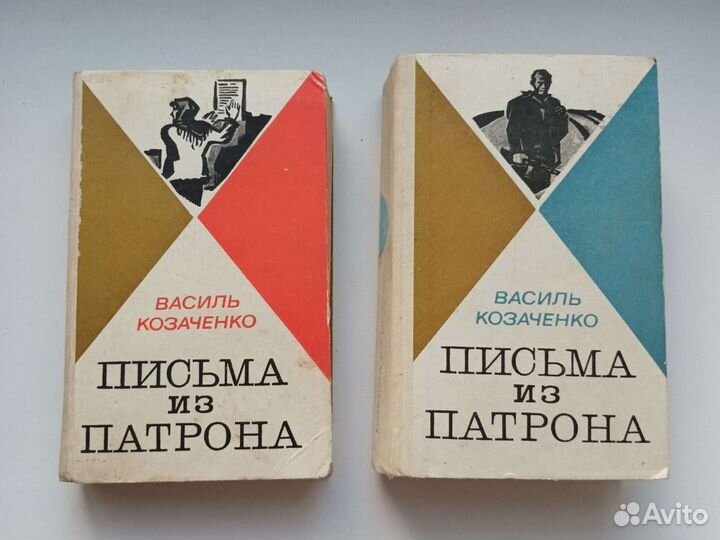 ВАСИЛЬ
КОЗАЧЕНКО
ПИСЬМА
ИЗ
ПАТРОНА
ВАСИЛЬ
КОЗАЧЕНКО
ПИСЬМА
ИЗ
ПАТРОНА
Avito